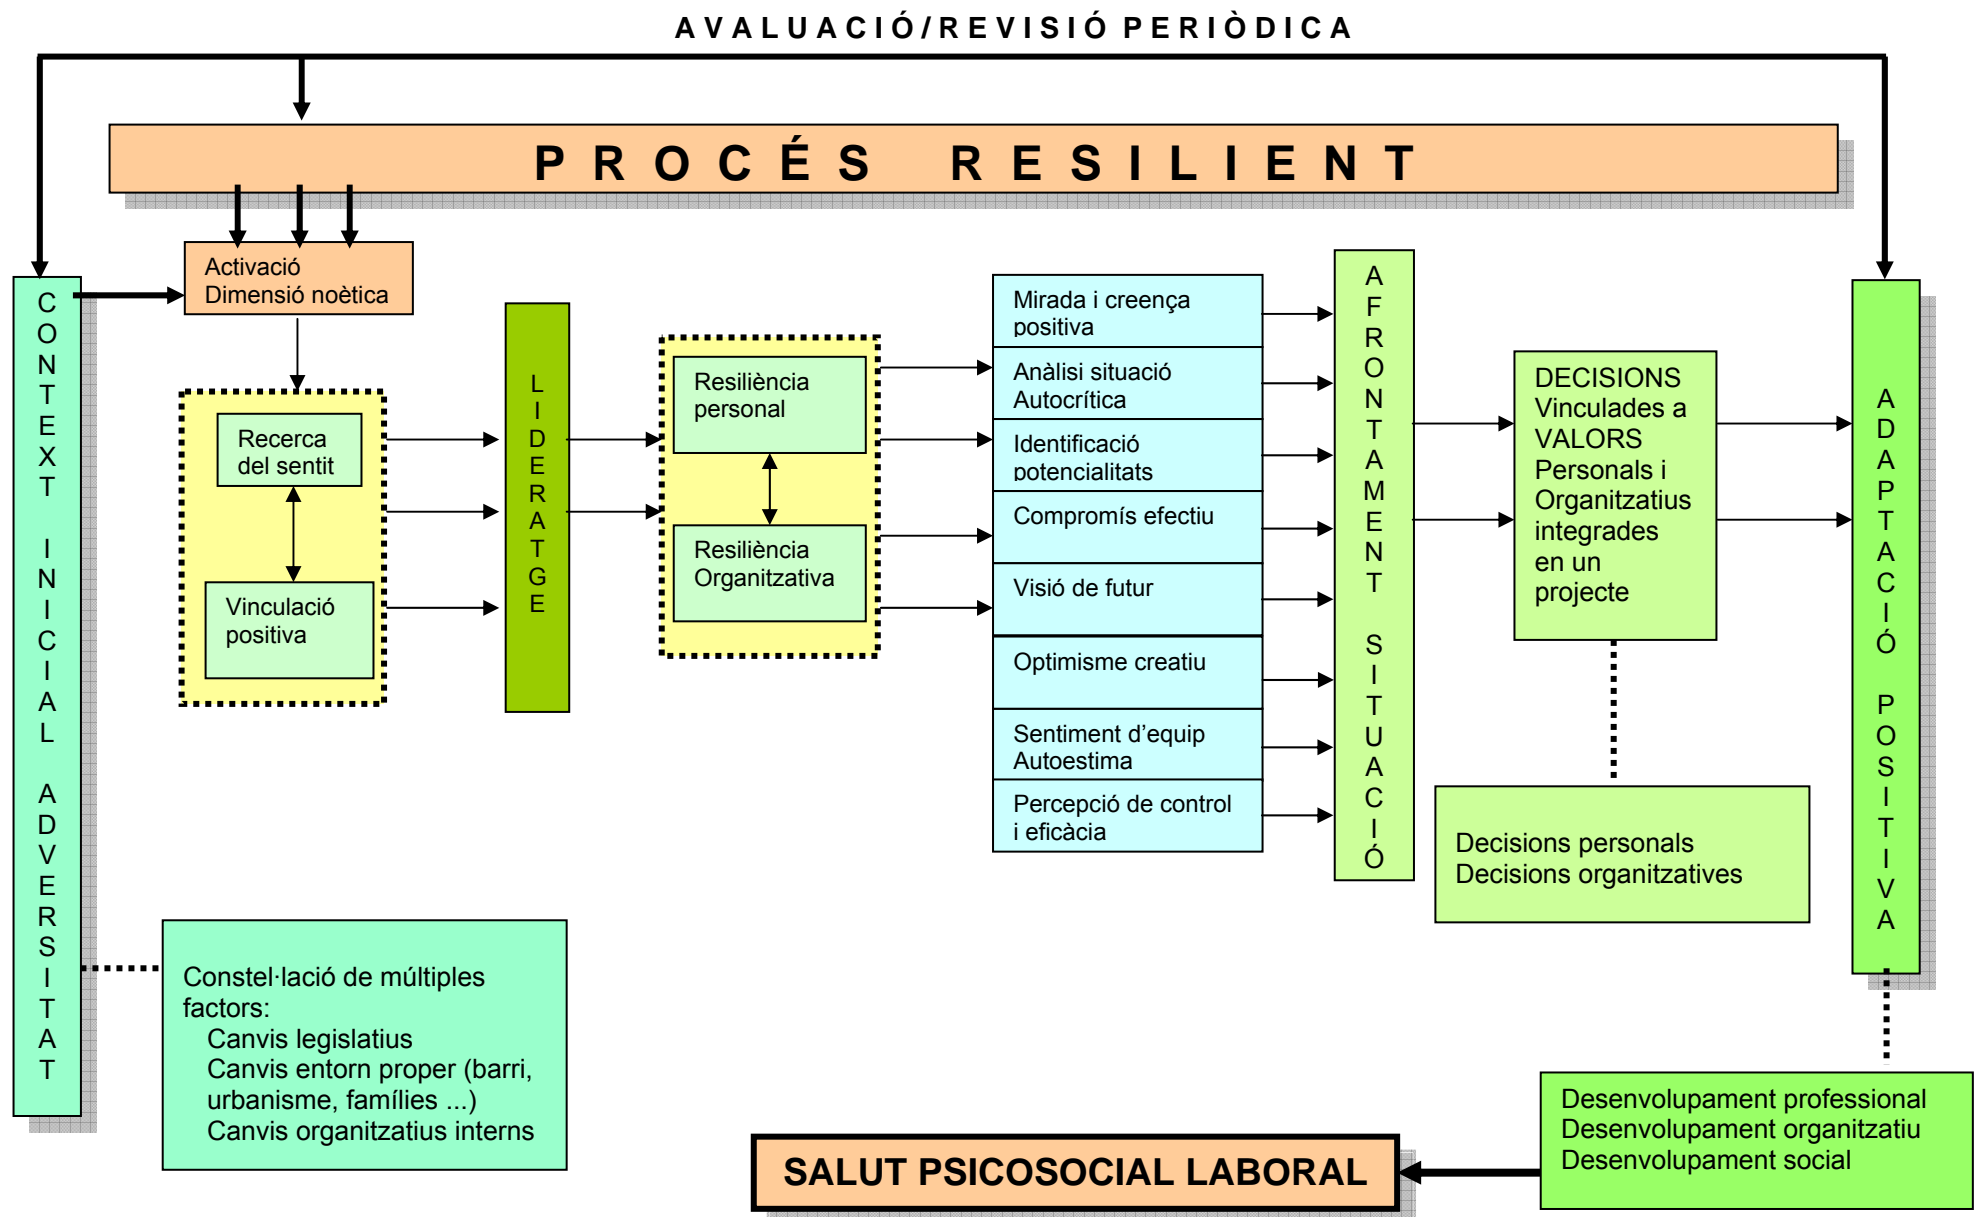 AVALUACIÓ/REVISIÓ PERIÒDICA
PROCÉS RESILIENT
CONTEXT INICIAL ADVERSITAT
Activació
Dimensió noètica
Recerca
del sentit
Vinculació
positiva
LIDERATGE
Resiliència
personal
Resiliència
Organitzativa
Mirada i creença
positiva
Anàlisi situació
Autocrítica
Identificació
potencialitats
Compromís efectiu
Visió de futur
Optimisme creatiu
Sentiment d'equip
Autoestima
Percepció de control
i eficàcia
AFRONTAMENT SITUACIÓ
DECISIONS
Vinculades a
VALORS
Personals i
Organitzatius
integrades
en un
projecte
Decisions personals
Decisions organitzatives
ADAPTACIÓ POSITIVA
Constel·lació de múltiples
factors:
Canvis legislatius
Canvis entorn proper (barri,
urbanisme, famílies ...)
Canvis organitzatius interns
Desenvolupament professional
Desenvolupament organitzatiu
Desenvolupament social
SALUT PSICOSOCIAL LABORAL